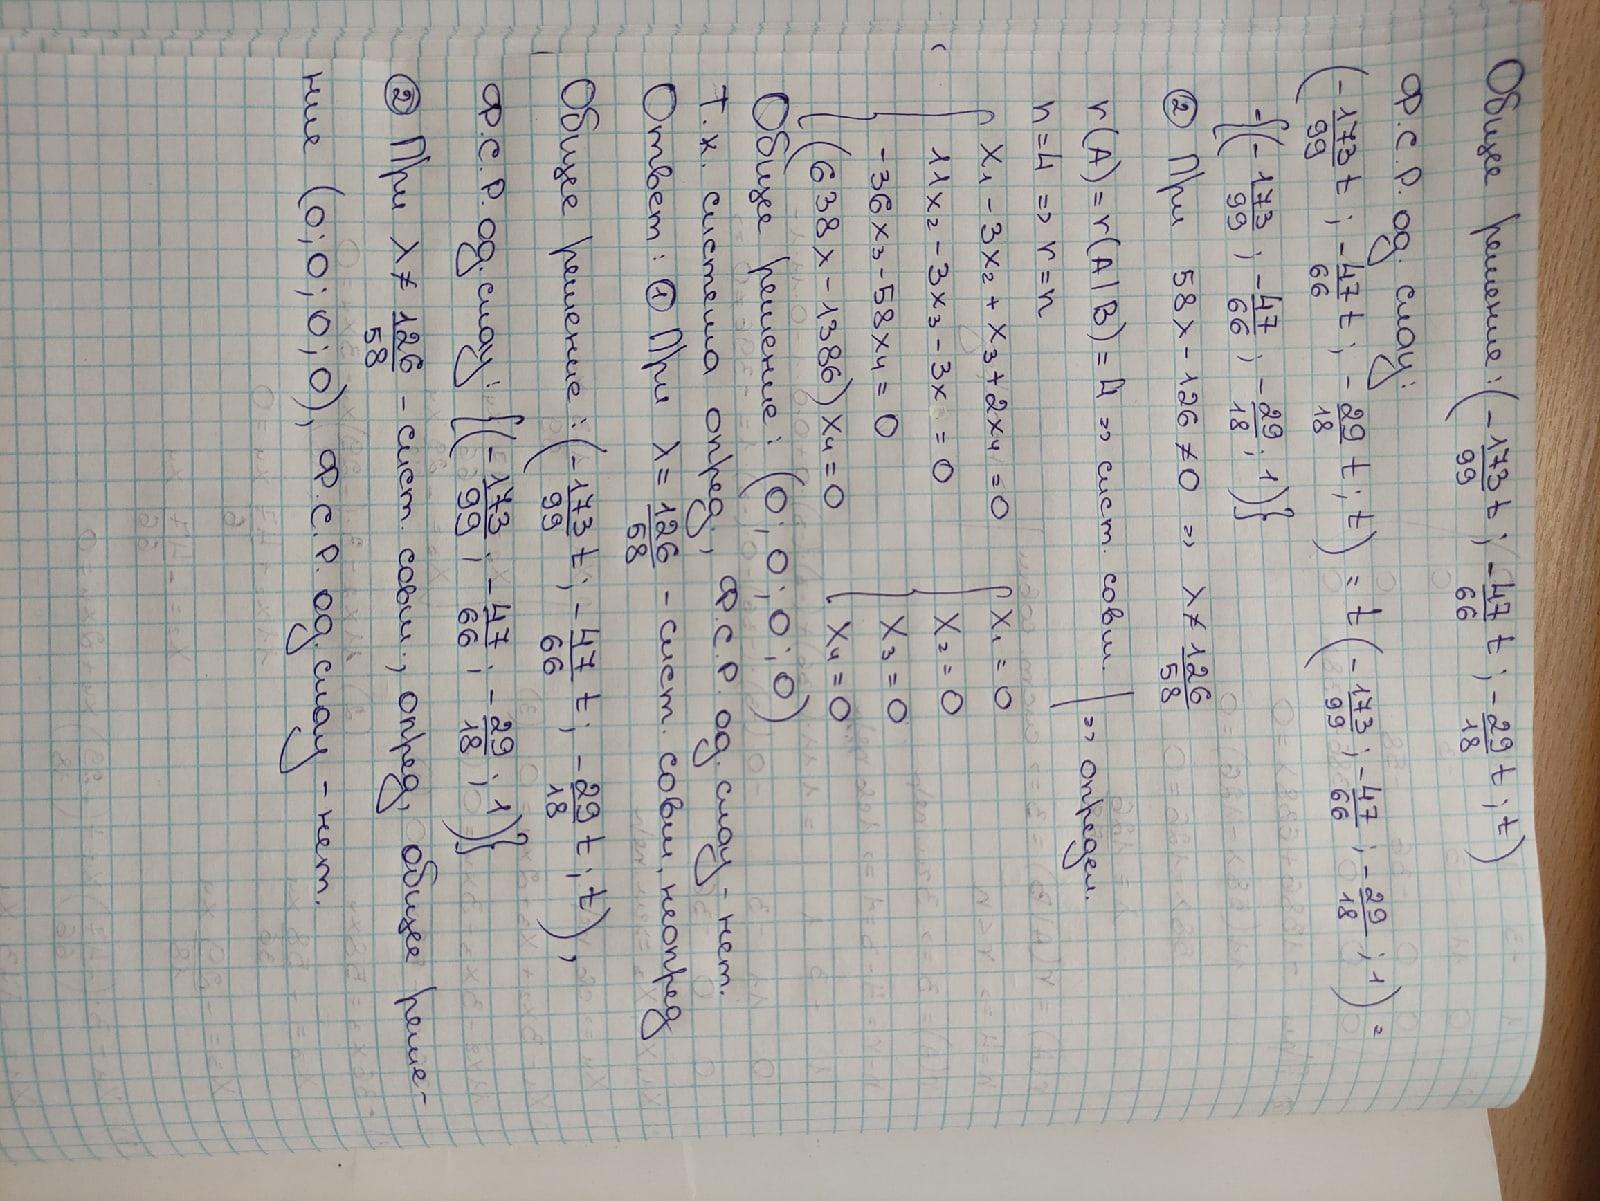 Общее решение: (-173/99 t; -47/66 t; -29/18 t; t)
Ф.С.Р. од. слау:
(-173/99 t; -47/66 t; -29/18 t; t) = t(-173/99; -47/66; -29/18; 1) =
={(-173/99; -47/66; -29/18; 1)}
② При 58λ-126≠0 => λ≠126/58
r(A)=r(A|B)=4 => сист. совм. | => определ.
n=4 => r=n
{ x1-3x2+x3+2x4=0 { x1=0
11x2-3x3-3x =0 x2=0
-36x3-58x4=0 x3=0
(638λ-1386)x4=0 x4=0
Общее решение: (0; 0; 0; 0)
Т.к. система опред., Ф.С.Р. од. слау - нет.
Ответ: ① При λ=126/58 - сист. совм, неопред
Общее решение: (-173/99 t; -47/66 t; -29/18 t; t),
Ф.С.Р. од. слау: {(-173/99; -47/66; -29/18; 1)}
② При λ≠126/58 - сист. совм., опред, общее реше-
ние (0; 0; 0; 0), Ф.С.Р. од. слау - нет.